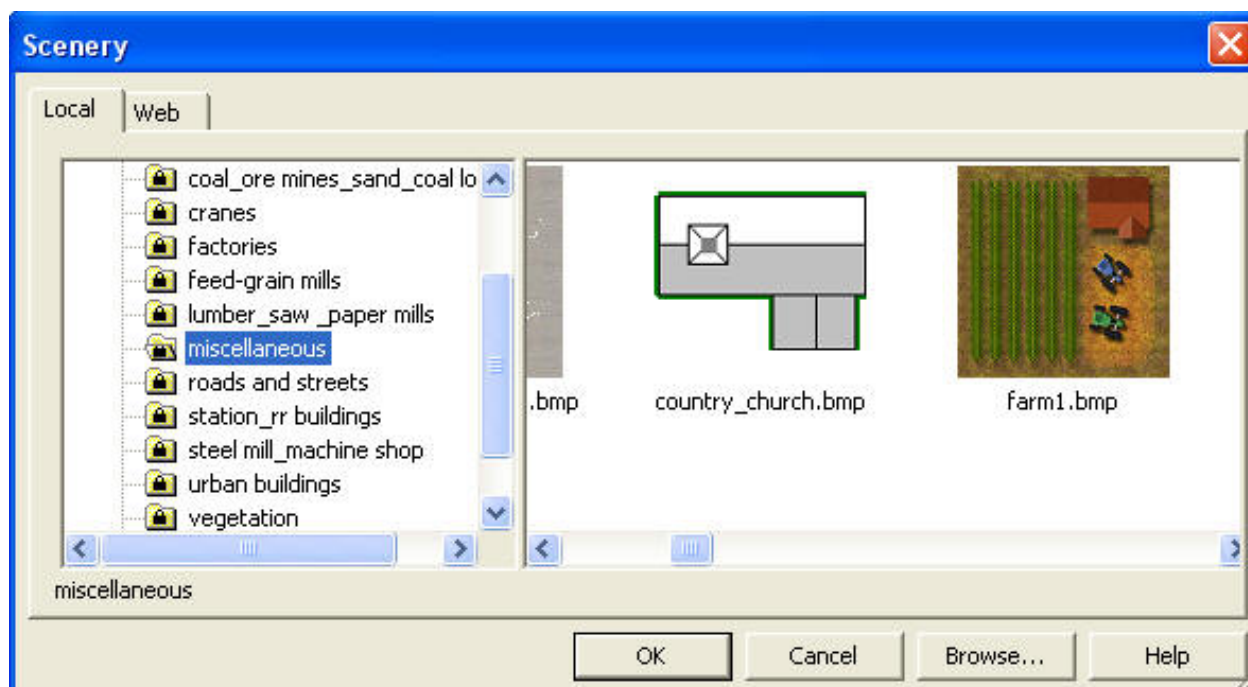 Scenery
Local Web
coal_ore mines_sand_coal lo
cranes
factories
feed-grain mills
lumber_saw _paper mills
miscellaneous
roads and streets
station_rr buildings
steel mill_machine shop
urban buildings
vegetation
.bmp country_church.bmp farm1.bmp
miscellaneous
OK Cancel Browse... Help